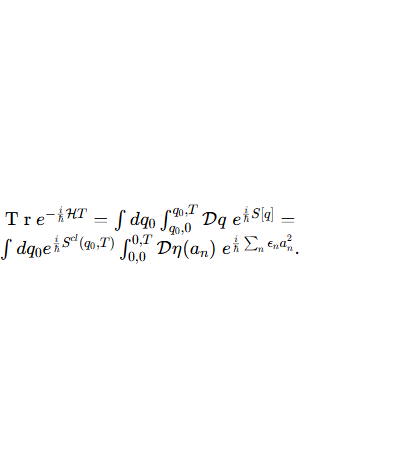 T r e^{-\frac{i}{\hbar}\mathcal{H}T} = \int dq_0 \int_{q_0,0}^{q_0,T} \mathcal{D}q \; e^{\frac{i}{\hbar}S[q]} =
\int dq_0 e^{\frac{i}{\hbar}S^{cl}(q_0,T)} \int_{0,0}^{0,T} \mathcal{D}\eta(a_n) \; e^{\frac{i}{\hbar}\sum_n \epsilon_n a_n^2}.